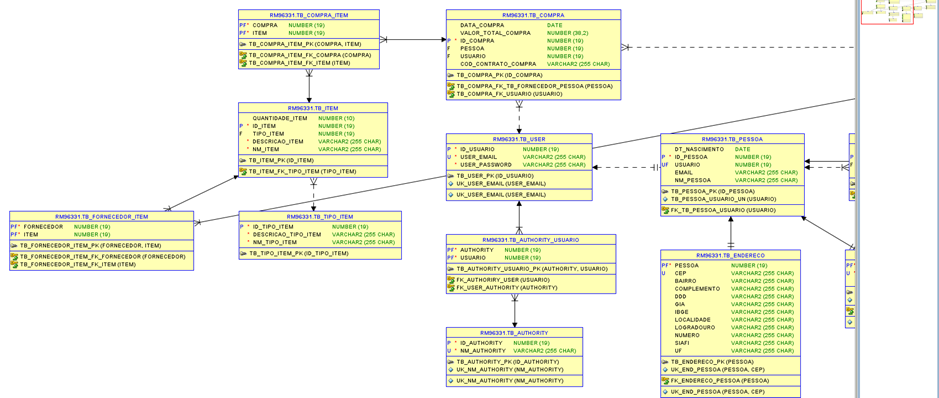 RM96331.TB_COMPRA_ITEM
PF* COMPRA NUMBER (19)
PF* ITEM NUMBER (19)
TB_COMPRA_ITEM_PK (COMPRA, ITEM)
TB_COMPRA_ITEM_FK_COMPRA (COMPRA)
TB_COMPRA_ITEM_FK_ITEM (ITEM)
RM96331.TB_COMPRA
DATA_COMPRA DATE
VALOR_TOTAL_COMPRA NUMBER (38,2)
P * ID_COMPRA NUMBER (19)
F PESSOA NUMBER (19)
F USUARIO NUMBER (19)
COD_CONTRATO_COMPRA VARCHAR2 (255 CHAR)
TB_COMPRA_PK (ID_COMPRA)
TB_COMPRA_FK_TB_FORNECEDOR_PESSOA (PESSOA)
TB_COMPRA_FK_USUARIO (USUARIO)
RM96331.TB_ITEM
QUANTIDADE_ITEM NUMBER (10)
P * ID_ITEM NUMBER (19)
F TIPO_ITEM NUMBER (19)
* DESCRICAO_ITEM VARCHAR2 (255 CHAR)
* NM_ITEM VARCHAR2 (255 CHAR)
TB_ITEM_PK (ID_ITEM)
TB_ITEM_FK_TIPO_ITEM (TIPO_ITEM)
RM96331.TB_USER
P * ID_USUARIO NUMBER (19)
U * USER_EMAIL VARCHAR2 (255 CHAR)
* USER_PASSWORD VARCHAR2 (255 CHAR)
TB_USER_PK (ID_USUARIO)
UK_USER_EMAIL (USER_EMAIL)
UK_USER_EMAIL (USER_EMAIL)
RM96331.TB_PESSOA
DT_NASCIMENTO DATE
P * ID_PESSOA NUMBER (19)
UF USUARIO NUMBER (19)
EMAIL VARCHAR2 (255 CHAR)
NM_PESSOA VARCHAR2 (255 CHAR)
TB_PESSOA_PK (ID_PESSOA)
TB_PESSOA_USUARIO_UN (USUARIO)
FK_TB_PESSOA_USUARIO (USUARIO)
RM96331.TB_FORNECEDOR_ITEM
PF* FORNECEDOR NUMBER (19)
PF* ITEM NUMBER (19)
TB_FORNECEDOR_ITEM_PK (FORNECEDOR, ITEM)
TB_FORNECEDOR_ITEM_FK_FORNECEDOR (FORNECEDOR)
TB_FORNECEDOR_ITEM_FK_ITEM (ITEM)
RM96331.TB_TIPO_ITEM
P * ID_TIPO_ITEM NUMBER (19)
* DESCRICAO_TIPO_ITEM VARCHAR2 (255 CHAR)
* NM_TIPO_ITEM VARCHAR2 (255 CHAR)
TB_TIPO_ITEM_PK (ID_TIPO_ITEM)
RM96331.TB_AUTHORITY_USUARIO
PF* AUTHORITY NUMBER (19)
PF* USUARIO NUMBER (19)
TB_AUTHORITY_USUARIO_PK (AUTHORITY, USUARIO)
FK_AUTHORIRY_USER (USUARIO)
FK_USER_AUTHORITY (AUTHORITY)
RM96331.TB_ENDERECO
PF* PESSOA NUMBER (19)
U CEP VARCHAR2 (255 CHAR)
BAIRRO VARCHAR2 (255 CHAR)
COMPLEMENTO VARCHAR2 (255 CHAR)
DDD VARCHAR2 (255 CHAR)
GIA VARCHAR2 (255 CHAR)
IBGE VARCHAR2 (255 CHAR)
LOCALIDADE VARCHAR2 (255 CHAR)
LOGRADOURO VARCHAR2 (255 CHAR)
NUMERO VARCHAR2 (255 CHAR)
SIAFI VARCHAR2 (255 CHAR)
UF VARCHAR2 (255 CHAR)
TB_ENDERECO_PK (PESSOA)
UK_END_PESSOA (PESSOA, CEP)
FK_ENDERECO_PESSOA (PESSOA)
UK_END_PESSOA (PESSOA, CEP)
RM96331.TB_AUTHORITY
P * ID_AUTHORITY NUMBER (19)
U * NM_AUTHORITY VARCHAR2 (255 CHAR)
TB_AUTHORITY_PK (ID_AUTHORITY)
UK_NM_AUTHORITY (NM_AUTHORITY)
UK_NM_AUTHORITY (NM_AUTHORITY)